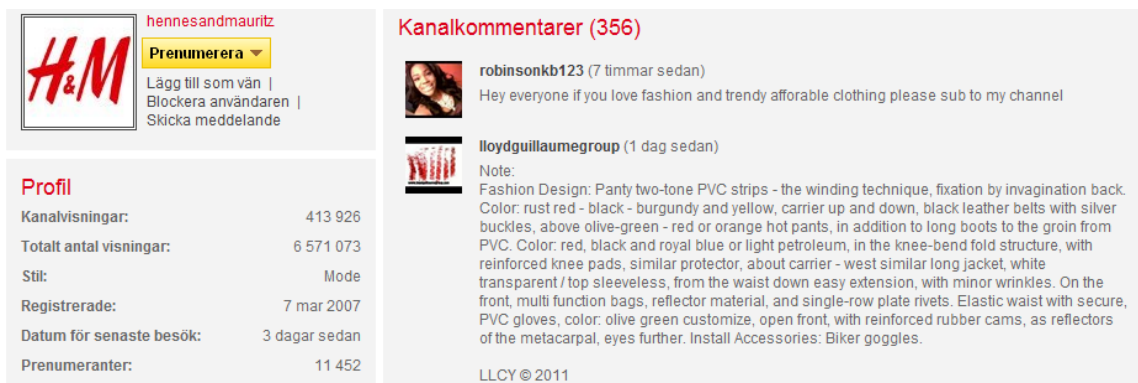 H&M
hennesandmauritz
Prenumerera
Lägg till som vän |
Blockera användaren |
Skicka meddelande
Profil
Kanalvisningar: 413 926
Totalt antal visningar: 6 571 073
Stil: Mode
Registrerade: 7 mar 2007
Datum för senaste besök: 3 dagar sedan
Prenumeranter: 11 452
Kanalkommentarer (356)
robinsonkb123 (7 timmar sedan)
Hey everyone if you love fashion and trendy afforable clothing please sub to my channel
lloydguillaumegroup (1 dag sedan)
Note:
Fashion Design: Panty two-tone PVC strips - the winding technique, fixation by invagination back.
Color: rust red - black - burgundy and yellow, carrier up and down, black leather belts with silver
buckles, above olive-green - red or orange hot pants, in addition to long boots to the groin from
PVC. Color: red, black and royal blue or light petroleum, in the knee-bend fold structure, with
reinforced knee pads, similar protector, about carrier - west similar long jacket, white
transparent / top sleeveless, from the waist down easy extension, with minor wrinkles. On the
front, multi function bags, reflector material, and single-row plate rivets. Elastic waist with secure,
PVC gloves, color: olive green customize, open front, with reinforced rubber cams, as reflectors
of the metacarpal, eyes further. Install Accessories: Biker goggles.
LLCY © 2011